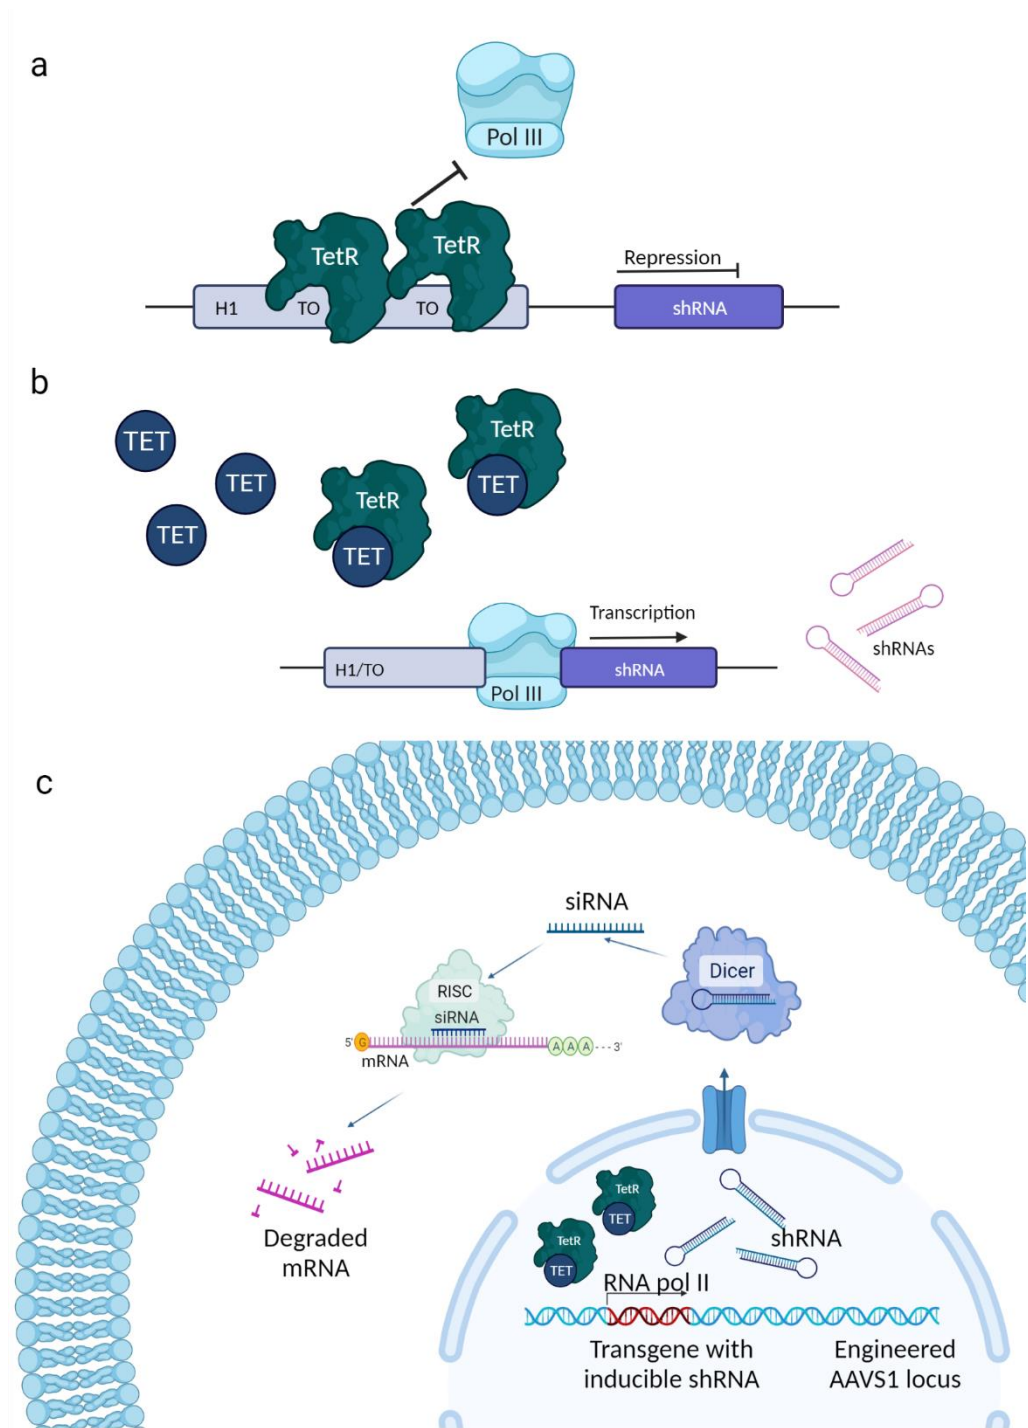 a
Pol III
TetR
TetR
Repression
H1
TO
TO
shRNA
b
TET
TET
TET
TetR
TET
TetR
TET
Transcription
H1/TO
Pol III
shRNA
shRNAs
c
siRNA
Dicer
RISC
siRNA
5' G
A A A ---3'
mRNA
Degraded
mRNA
TetR
TET
TetR
TET
shRNA
RNA pol II
Transgene with
inducible shRNA
Engineered
AAVS1 locus